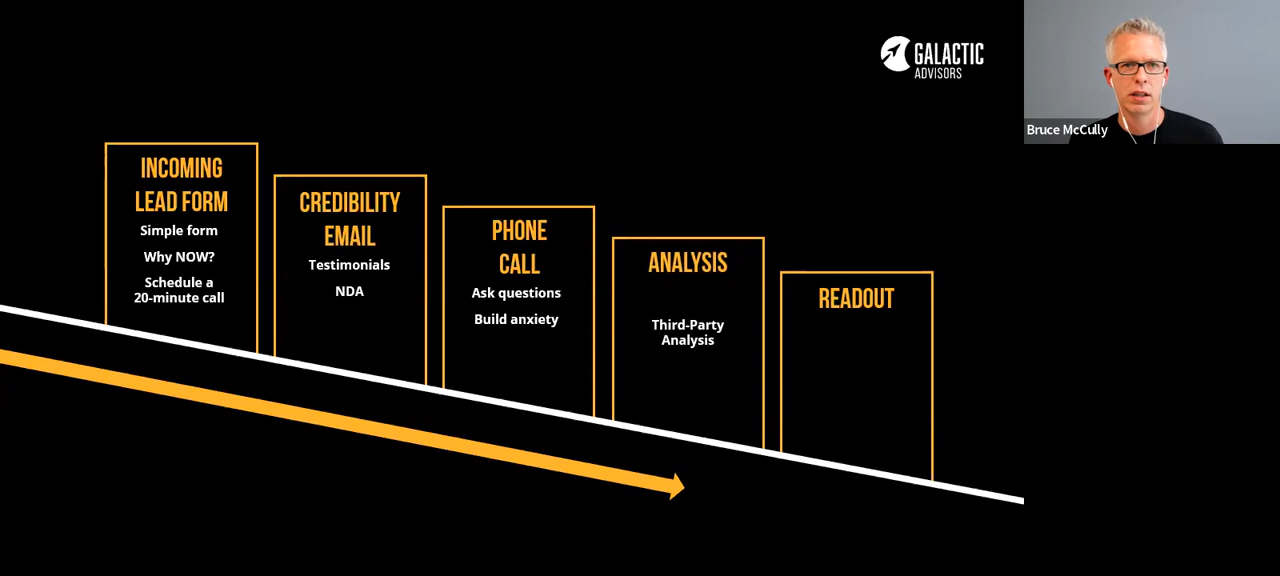 GALACTIC
ADVISORS
Bruce McCully
INCOMING
LEAD FORM
Simple form
Why NOW?
Schedule a
20-minute call
CREDIBILITY
EMAIL
Testimonials
NDA
PHONE
CALL
Ask questions
Build anxiety
ANALYSIS
Third-Party
Analysis
READOUT